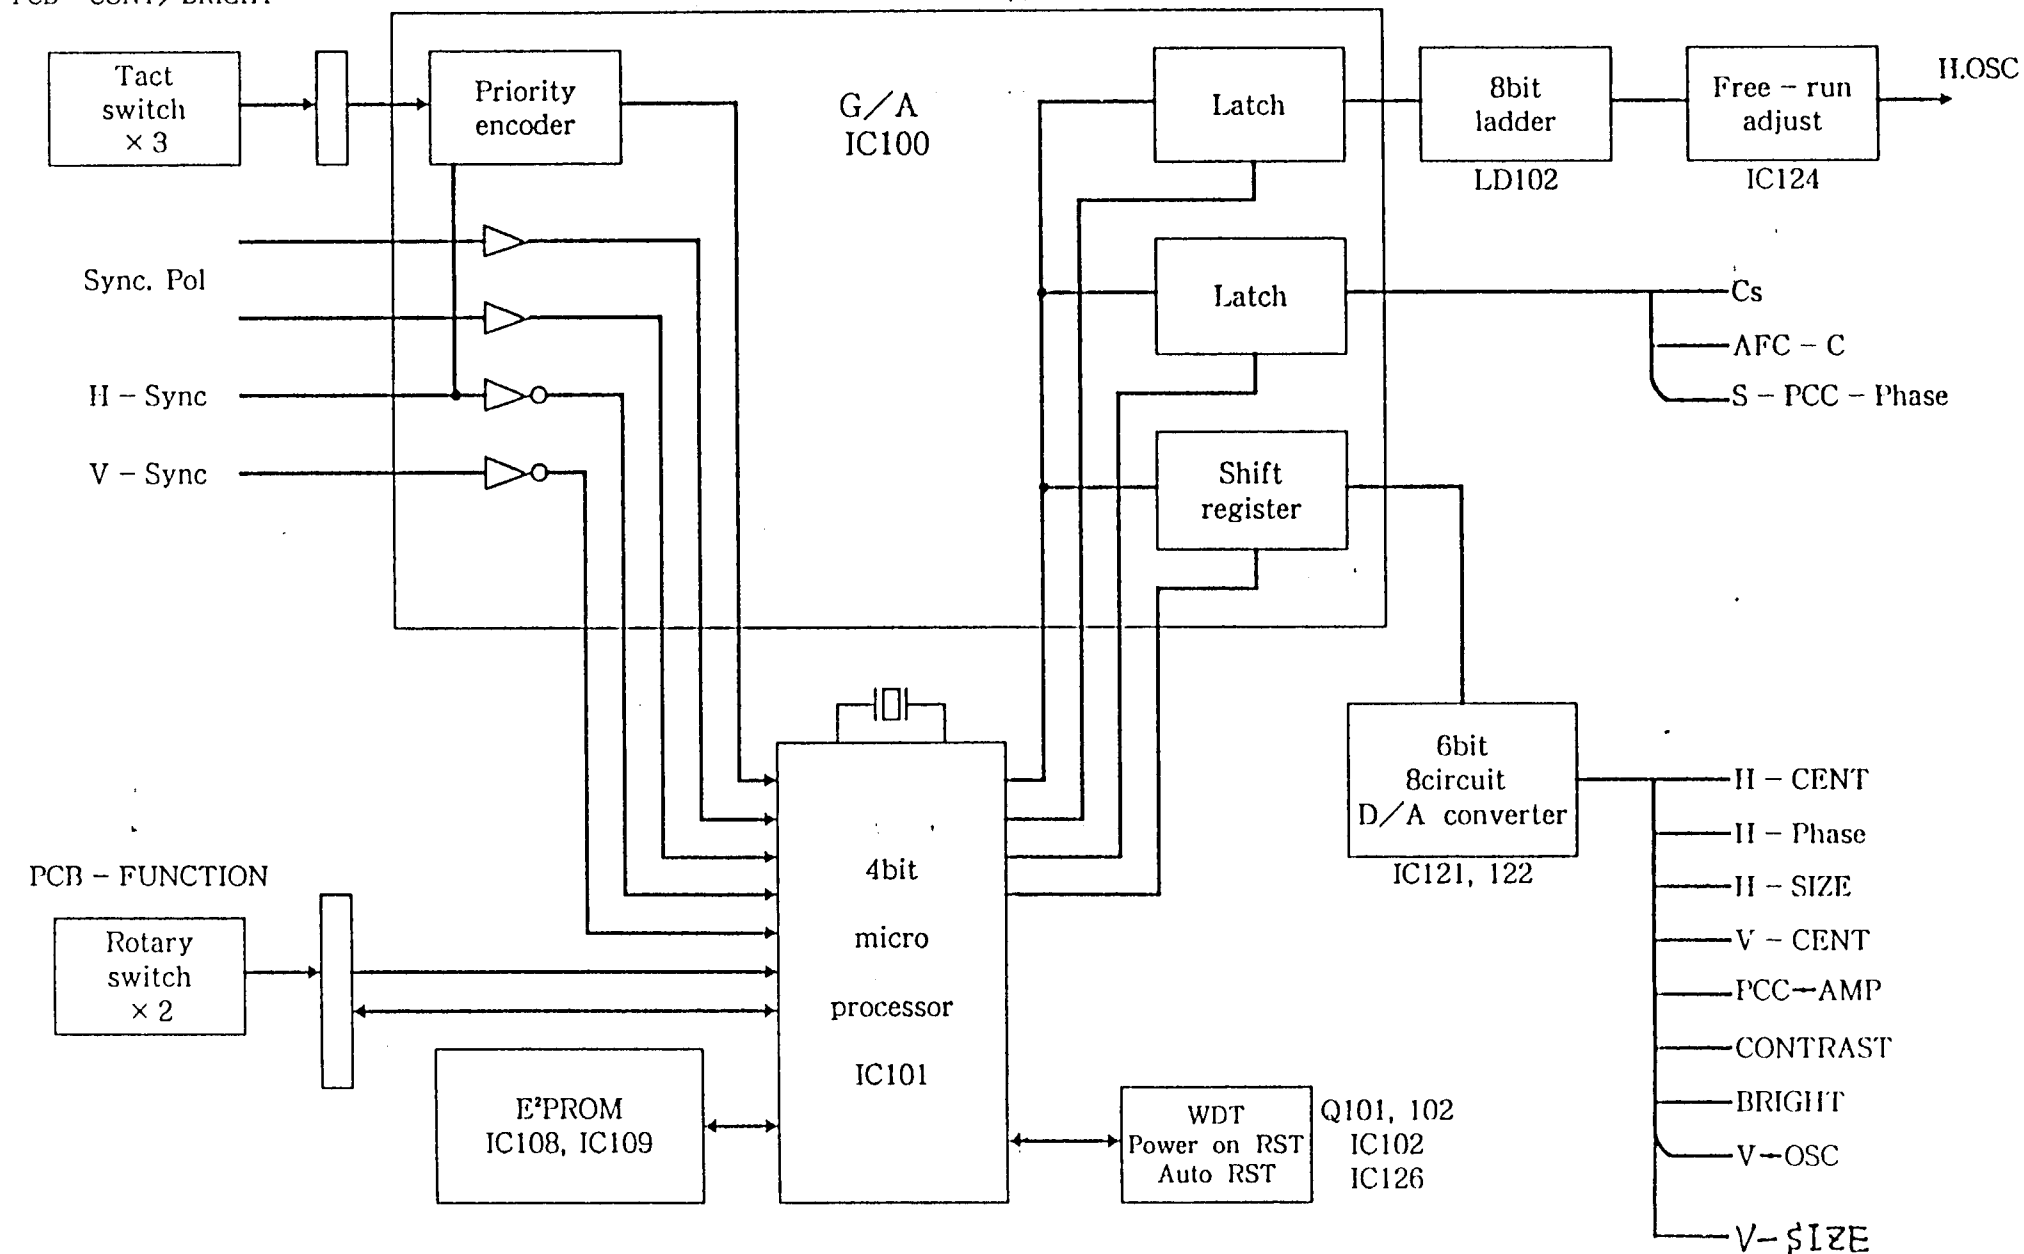 PCB - CONT/BRIGHT
Tact
switch
× 3
Priority
encoder
G/A
IC100
Latch
8bit
ladder
LD102
Free - run
adjust
IC124
H.OSC
Sync. Pol
H - Sync
V - Sync
Latch
Cs
AFC - C
S - PCC - Phase
Shift
register
6bit
8circuit
D/A converter
IC121, 122
H - CENT
H - Phase
H - SIZE
V - CENT
PCC - AMP
CONTRAST
BRIGHT
V - OSC
V - SIZE
PCB - FUNCTION
Rotary
switch
× 2
4bit
micro
processor
IC101
E²PROM
IC108, IC109
WDT
Power on RST
Auto RST
Q101, 102
IC102
IC126